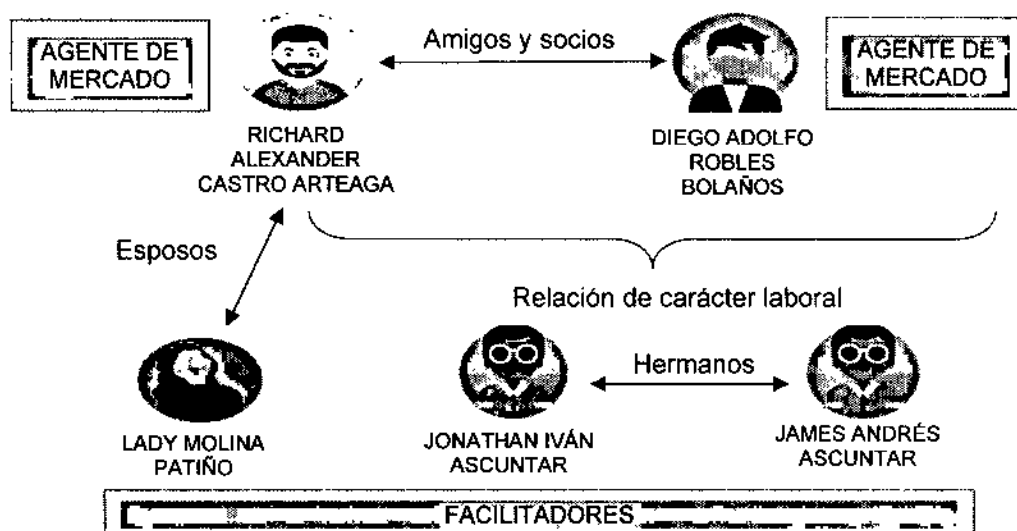 AGENTE DE
MERCADO
Amigos y socios
AGENTE DE
MERCADO
RICHARD
ALEXANDER
CASTRO ARTEAGA
DIEGO ADOLFO
ROBLES
BOLAÑOS
Esposos
Relación de carácter laboral
Hermanos
LADY MOLINA
PATIÑO
JONATHAN IVÁN
ASCUNTAR
JAMES ANDRÉS
ASCUNTAR
FACILITADORES